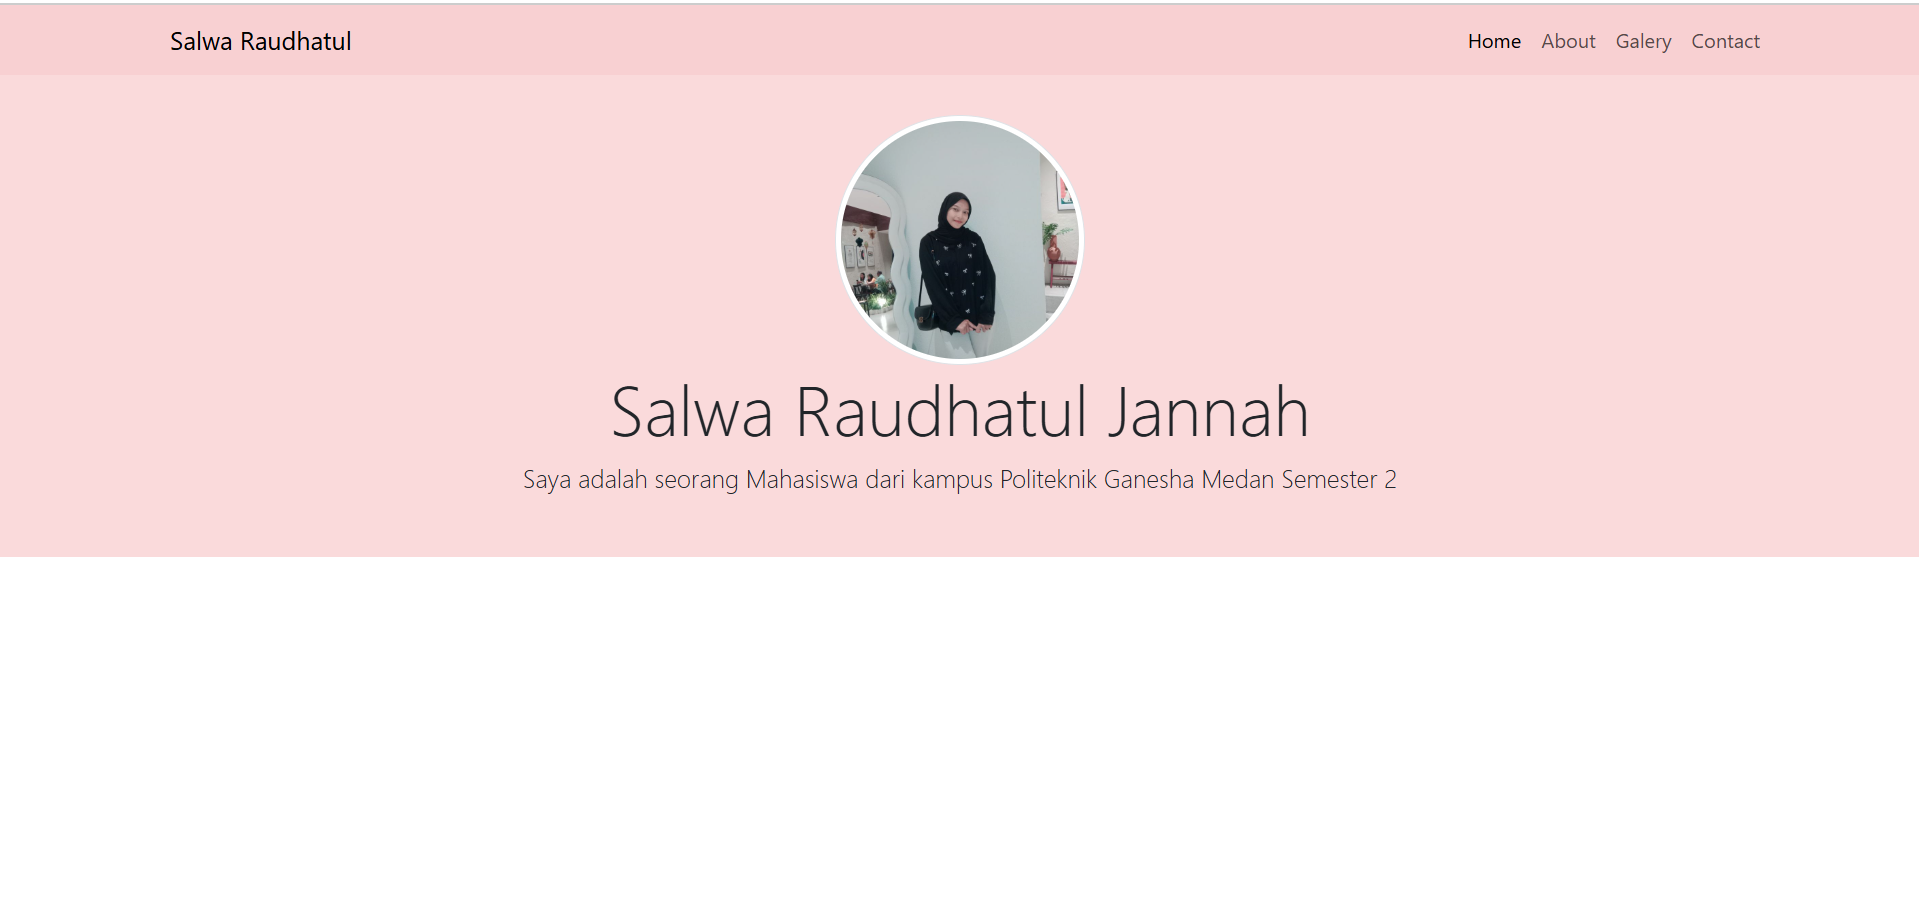 Salwa Raudhatul
Home About Galery Contact
Salwa Raudhatul Jannah
Saya adalah seorang Mahasiswa dari kampus Politeknik Ganesha Medan Semester 2